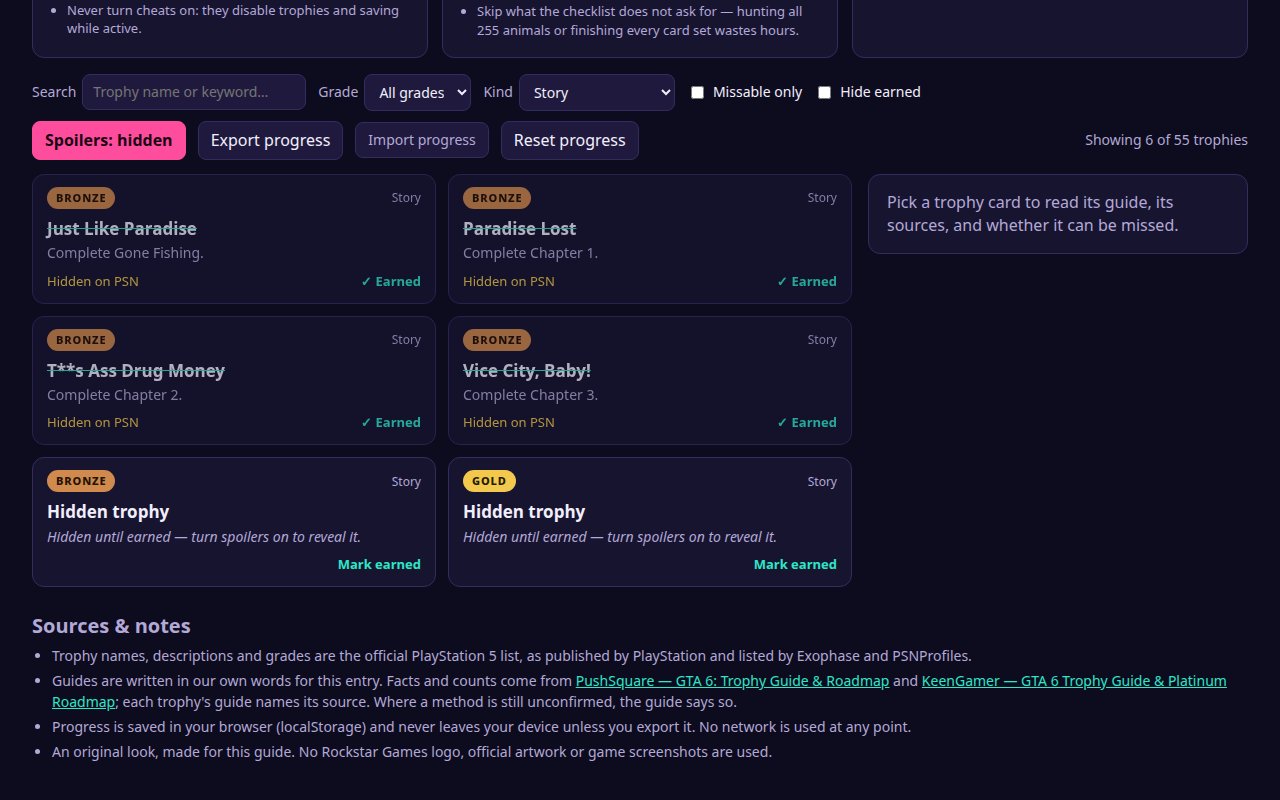 Never turn cheats on: they disable trophies and saving
while active.
Skip what the checklist does not ask for — hunting all
255 animals or finishing every card set wastes hours.
Search Trophy name or keyword... Grade All grades Kind Story Missable only Hide earned
Spoilers: hidden Export progress Import progress Reset progress Showing 6 of 55 trophies
BRONZE Story
Just Like Paradise
Complete Gone Fishing.
Hidden on PSN ✓ Earned
BRONZE Story
Paradise Lost
Complete Chapter 1.
Hidden on PSN ✓ Earned
Pick a trophy card to read its guide, its
sources, and whether it can be missed.
BRONZE Story
T**s Ass Drug Money
Complete Chapter 2.
Hidden on PSN ✓ Earned
BRONZE Story
Vice City, Baby!
Complete Chapter 3.
Hidden on PSN ✓ Earned
BRONZE Story
Hidden trophy
Hidden until earned — turn spoilers on to reveal it.
Mark earned
GOLD Story
Hidden trophy
Hidden until earned — turn spoilers on to reveal it.
Mark earned
Sources & notes
Trophy names, descriptions and grades are the official PlayStation 5 list, as published by PlayStation and listed by Exophase and PSNProfiles.
Guides are written in our own words for this entry. Facts and counts come from PushSquare — GTA 6: Trophy Guide & Roadmap and KeenGamer — GTA 6 Trophy Guide & Platinum
Roadmap; each trophy's guide names its source. Where a method is still unconfirmed, the guide says so.
Progress is saved in your browser (localStorage) and never leaves your device unless you export it. No network is used at any point.
An original look, made for this guide. No Rockstar Games logo, official artwork or game screenshots are used.